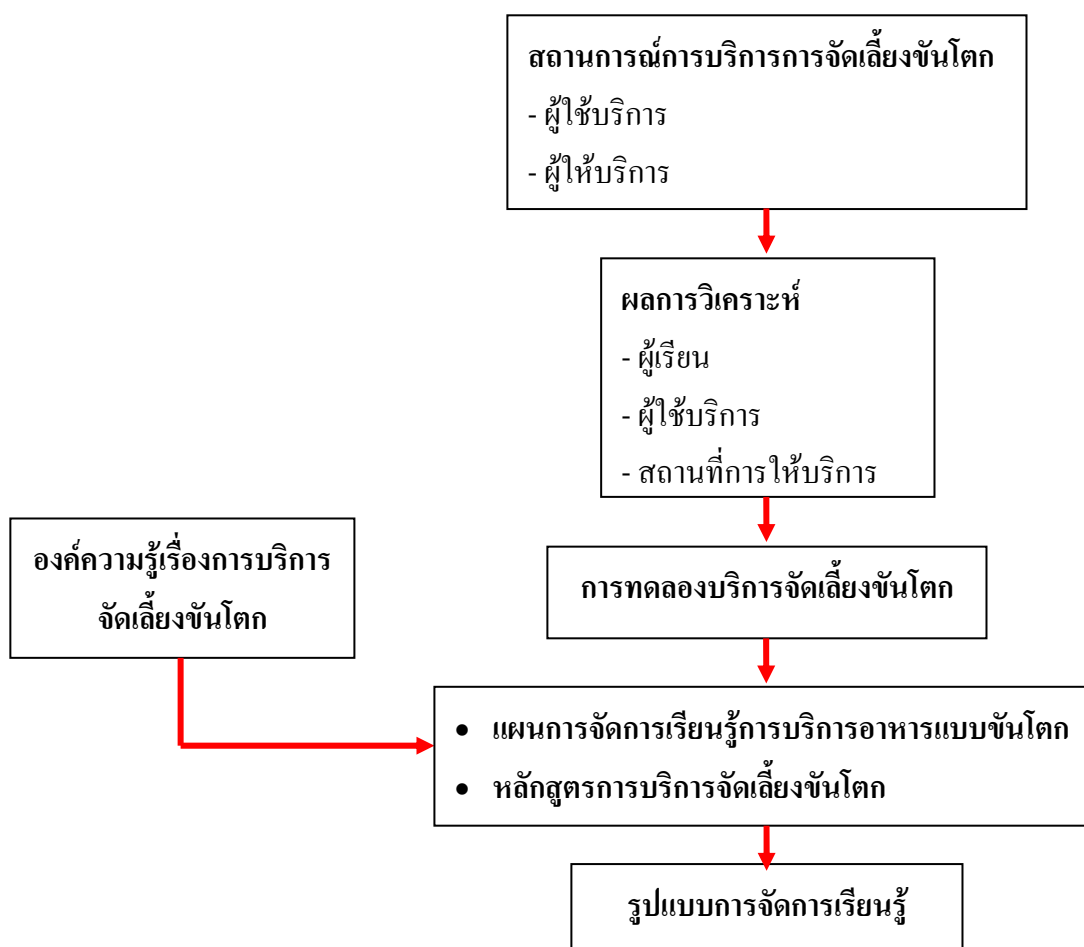 สถานการณ์การบริการการจัดเลี้ยงขันโตก
- ผู้ใช้บริการ
- ผู้ให้บริการ
ผลการวิเคราะห์
- ผู้เรียน
- ผู้ใช้บริการ
- สถานที่การให้บริการ
องค์ความรู้เรื่องการบริการ
จัดเลี้ยงขันโตก
การทดลองบริการจัดเลี้ยงขันโตก
• แผนการจัดการเรียนรู้การบริการอาหารแบบขันโตก
• หลักสูตรการบริการจัดเลี้ยงขันโตก
รูปแบบการจัดการเรียนรู้